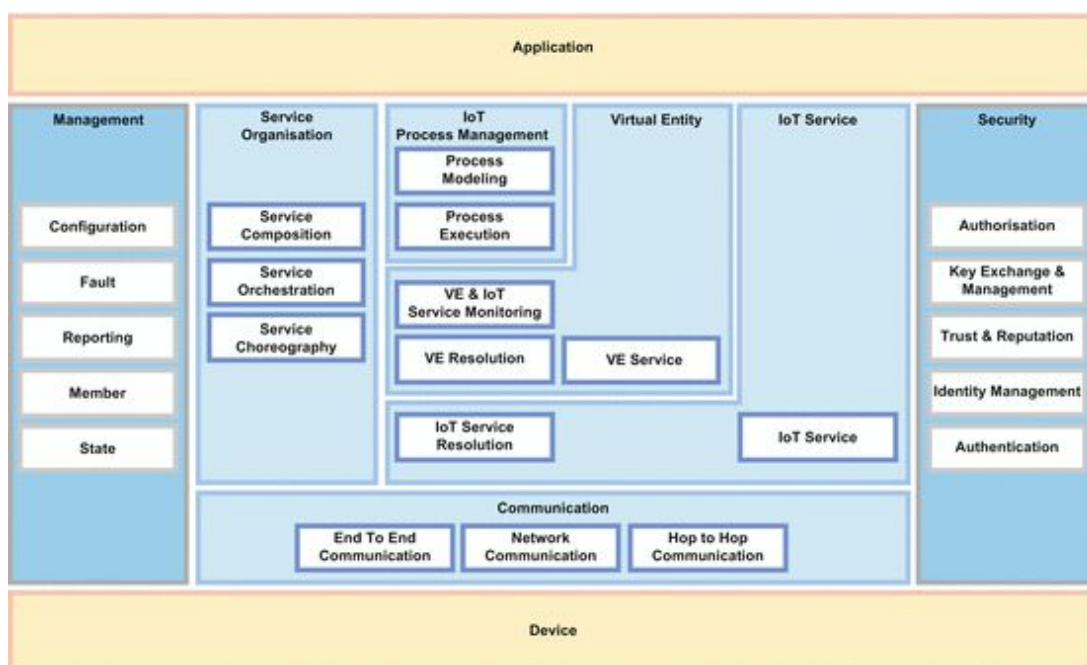 Application
Management
Configuration
Fault
Reporting
Member
State
Service
Organisation
Service
Composition
Service
Orchestration
Service
Choreography
IoT
Process Management
Process
Modeling
Process
Execution
Virtual Entity
VE & IoT
Service Monitoring
VE Resolution
VE Service
IoT Service
IoT Service
Resolution
IoT Service
Security
Authorisation
Key Exchange &
Management
Trust & Reputation
Identity Management
Authentication
Communication
End To End
Communication
Network
Communication
Hop to Hop
Communication
Device